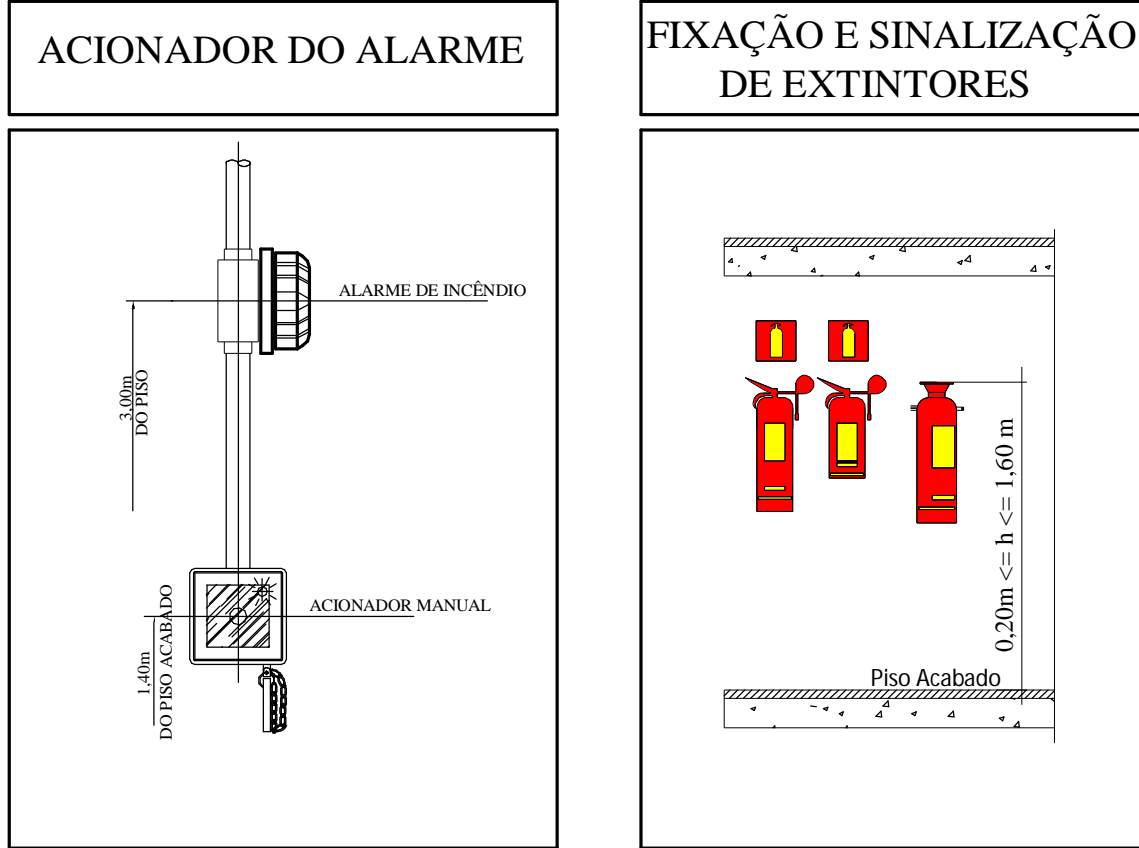 ACIONADOR DO ALARME
ALARME DE INCÊNDIO
3,00m
DO PISO
ACIONADOR MANUAL
1,40m
DO PISO ACABADO
FIXAÇÃO E SINALIZAÇÃO
DE EXTINTORES
0,20m <= h <= 1,60 m
Piso Acabado